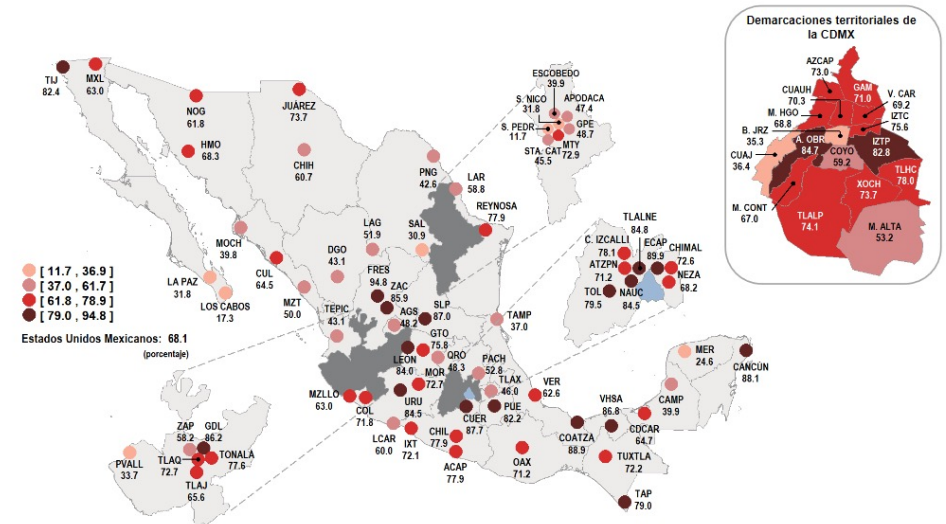 Demarcaciones territoriales de
la CDMX
AZCAP
73.0
GAM
71.0
CUAUH
70.3
V. CAR
69.2
M. HGO
68.8
IZTC
75.6
B. JRZ
35.3
A. OBR
84.7
COYO
59.2
IZTP
82.8
CUAJ
36.4
TLHC
78.0
M. CONT
67.0
XOCH
73.7
TLALP
74.1
M. ALTA
53.2
TIJ
82.4
MXL
63.0
NOG
61.8
JUÁREZ
73.7
HMO
68.3
CHIH
60.7
PNG
42.6
LAR
58.8
REYNOSA
77.9
ESCOBEDO
39.9
S. NICO
31.8
APODACA
47.4
S. PEDR
11.7
GPE
48.7
STA. CAT
45.5
MTY
72.9
MOCH
39.8
CUL
64.5
DGO
43.1
LAG
51.9
SAL
30.9
LA PAZ
31.8
LOS CABOS
17.3
MZT
50.0
FRES
94.8
ZAC
85.9
SLP
87.0
TEPIC
43.1
AGS
48.2
TAMP
37.0
GTO
75.8
LEÓN
84.0
QRO
48.3
PACH
52.8
MOR
72.7
TLAX
46.0
TLALNE
84.8
C. IZCALLI
78.1
ECAP
89.9
CHIMAL
72.6
ATZPN
71.2
NEZA
68.2
TOL
79.5
NAUC
84.5
[ 11.7 , 36.9 ]
[ 37.0 , 61.7 ]
[ 61.8 , 78.9 ]
[ 79.0 , 94.8 ]
Estados Unidos Mexicanos: 68.1
(porcentaje)
MZLLO
63.0
COL
71.8
URU
84.5
CUER
87.7
PUE
82.2
VER
62.6
LCAR
60.0
IXT
72.1
CHIL
77.9
ACAP
77.9
OAX
71.2
COATZA
88.9
VHSA
86.8
CDCAR
64.7
CAMP
39.9
MER
24.6
CANCÚN
88.1
TUXTLA
72.2
TAP
79.0
ZAP
58.2
GDL
86.2
PVALL
33.7
TLAQ
72.7
TONALA
77.6
TLAJ
65.6